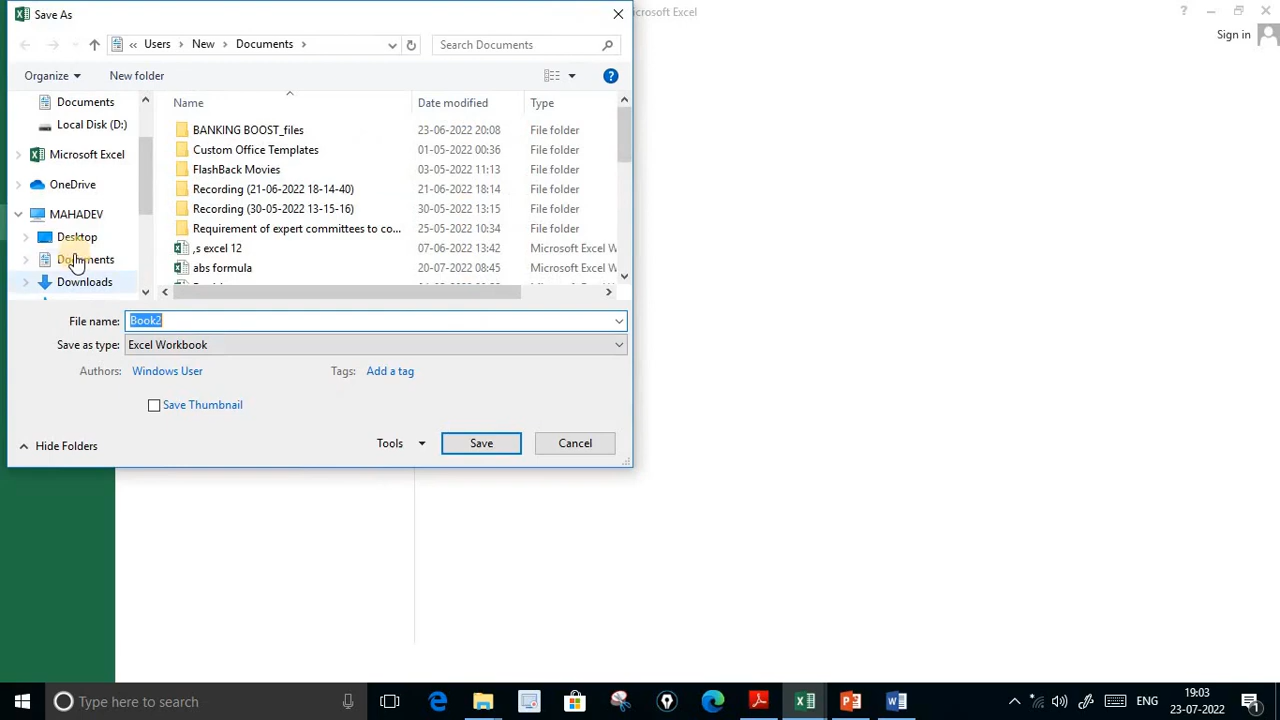 Save As
icrosoft Excel
Sign in
Users
New
Documents
Search Documents
Organize
New folder
Name
Date modified
Type
Documents
Local Disk (D:)
Microsoft Excel
OneDrive
MAHADEV
Desktop
Documents
Downloads
BANKING BOOST_files 23-06-2022 20:08 File folder
Custom Office Templates 01-05-2022 00:36 File folder
FlashBack Movies 03-05-2022 11:13 File folder
Recording (21-06-2022 18-14-40) 21-06-2022 18:14 File folder
Recording (30-05-2022 13-15-16) 30-05-2022 13:15 File folder
Requirement of expert committees to co... 25-05-2022 10:34 File folder
,s excel 12 07-06-2022 13:42 Microsoft Excel W
abs formula 20-07-2022 08:45 Microsoft Excel W
File name: Book2
Save as type: Excel Workbook
Authors: Windows User
Tags: Add a tag
Save Thumbnail
Hide Folders
Tools
Save
Cancel
Type here to search
ENG
19:03
23-07-2022